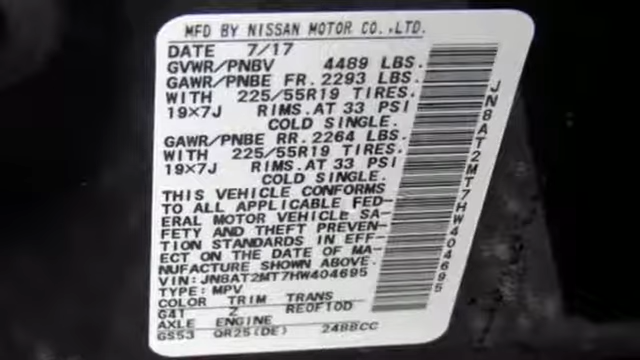 MFD BY NISSAN MOTOR CO.,LTD.
DATE 7/17
GVWR/PNBV 4489 LBS.
GAWR/PNBE FR. 2293 LBS.
WITH 225/55R19 TIRES.
19×7J RIMS.AT 33 PSI
COLD SINGLE.
GAWR/PNBE RR. 2264 LBS.
WITH 225/55R19 TIRES.
19×7J RIMS.AT 33 PSI
COLD SINGLE.
THIS VEHICLE CONFORMS
TO ALL APPLICABLE FED-
ERAL MOTOR VEHICLE SA-
FETY AND THEFT PREVEN-
TION STANDARDS IN EFF-
ECT ON THE DATE OF MA-
NUFACTURE SHOWN ABOVE.
VIN:JN8AT2MT7HW404695
TYPE:MPV
COLOR TRIM TRANS
G41 Z RE0F10D
AXLE ENGINE
GS53 QR25(DE) 2488CC
JN8AT2MT7HW404695